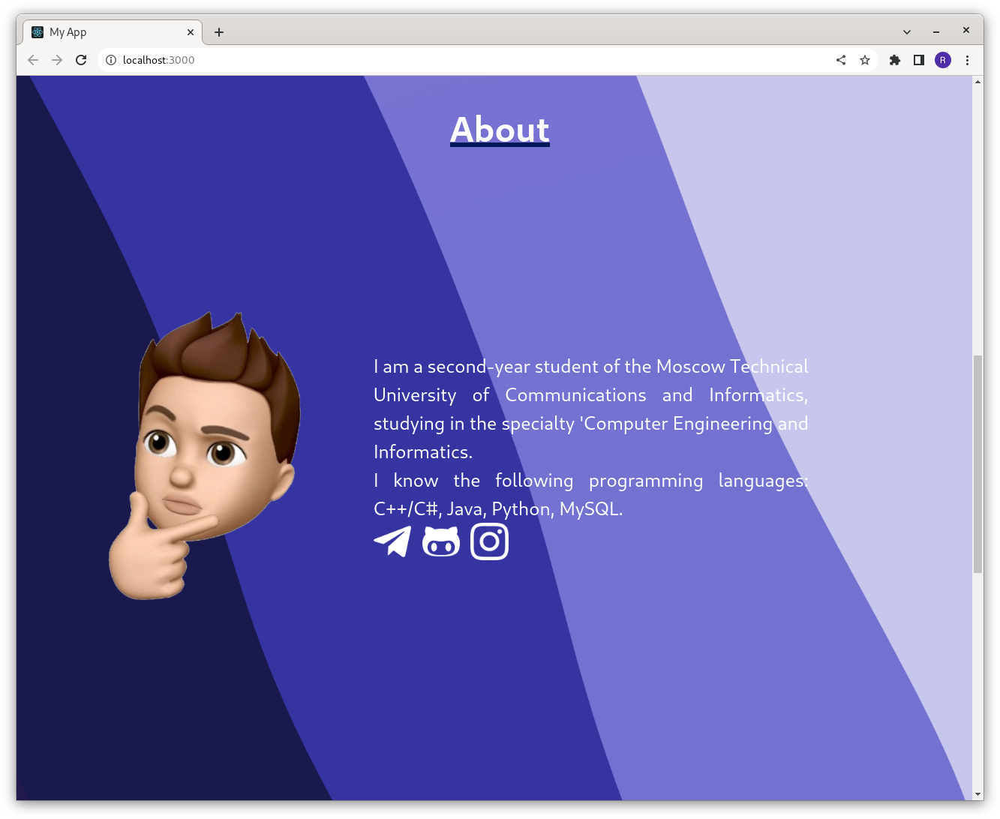 My App
localhost:3000
R
About
I am a second-year student of the Moscow Technical
University of Communications and Informatics,
studying in the specialty 'Computer Engineering and
Informatics.
I know the following programming languages:
C++/C#, Java, Python, MySQL.